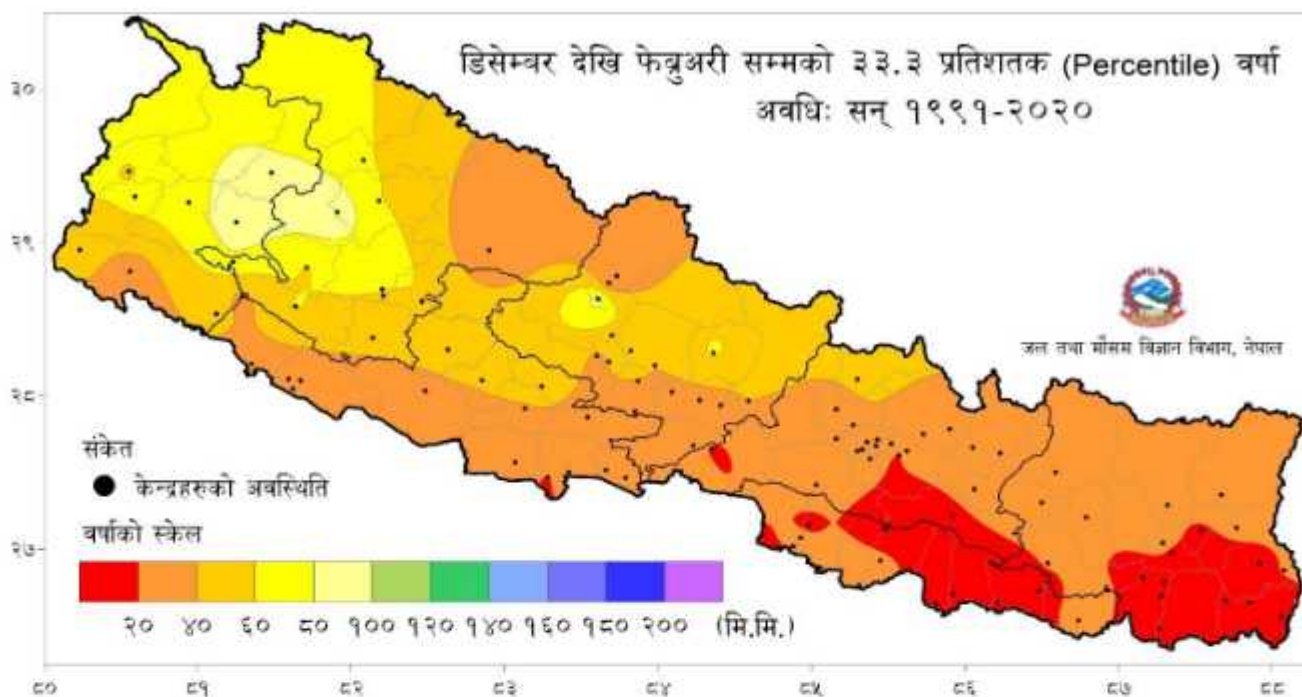 डिसेम्बर देखि फेब्रुअरी सम्मको ३३.३ प्रतिशतक (Percentile) वर्षा
अवधिः सन् १९९१-२०२०
३०
२९
२८
२७
जल तथा मौसम विज्ञान विभाग, नेपाल
संकेत
केन्द्रहरुको अवस्थिति
वर्षाको स्केल
२० ४० ६० ८० १०० १२० १४० १६० १८० २०० (मि.मि.)
८० ८१ ८२ ८३ ८४ ८५ ८६ ८७ ८८